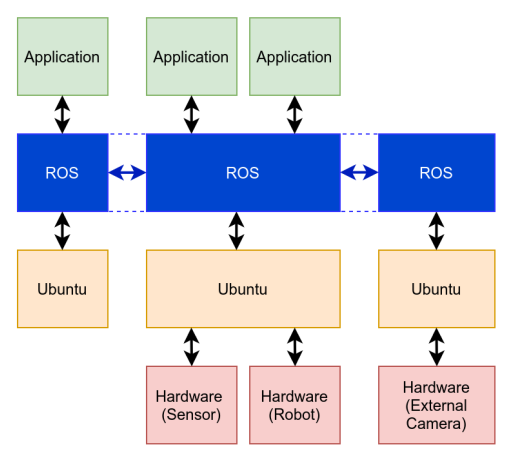 Application
Application
Application
ROS
ROS
ROS
Ubuntu
Ubuntu
Ubuntu
Hardware
(Sensor)
Hardware
(Robot)
Hardware
(External
Camera)